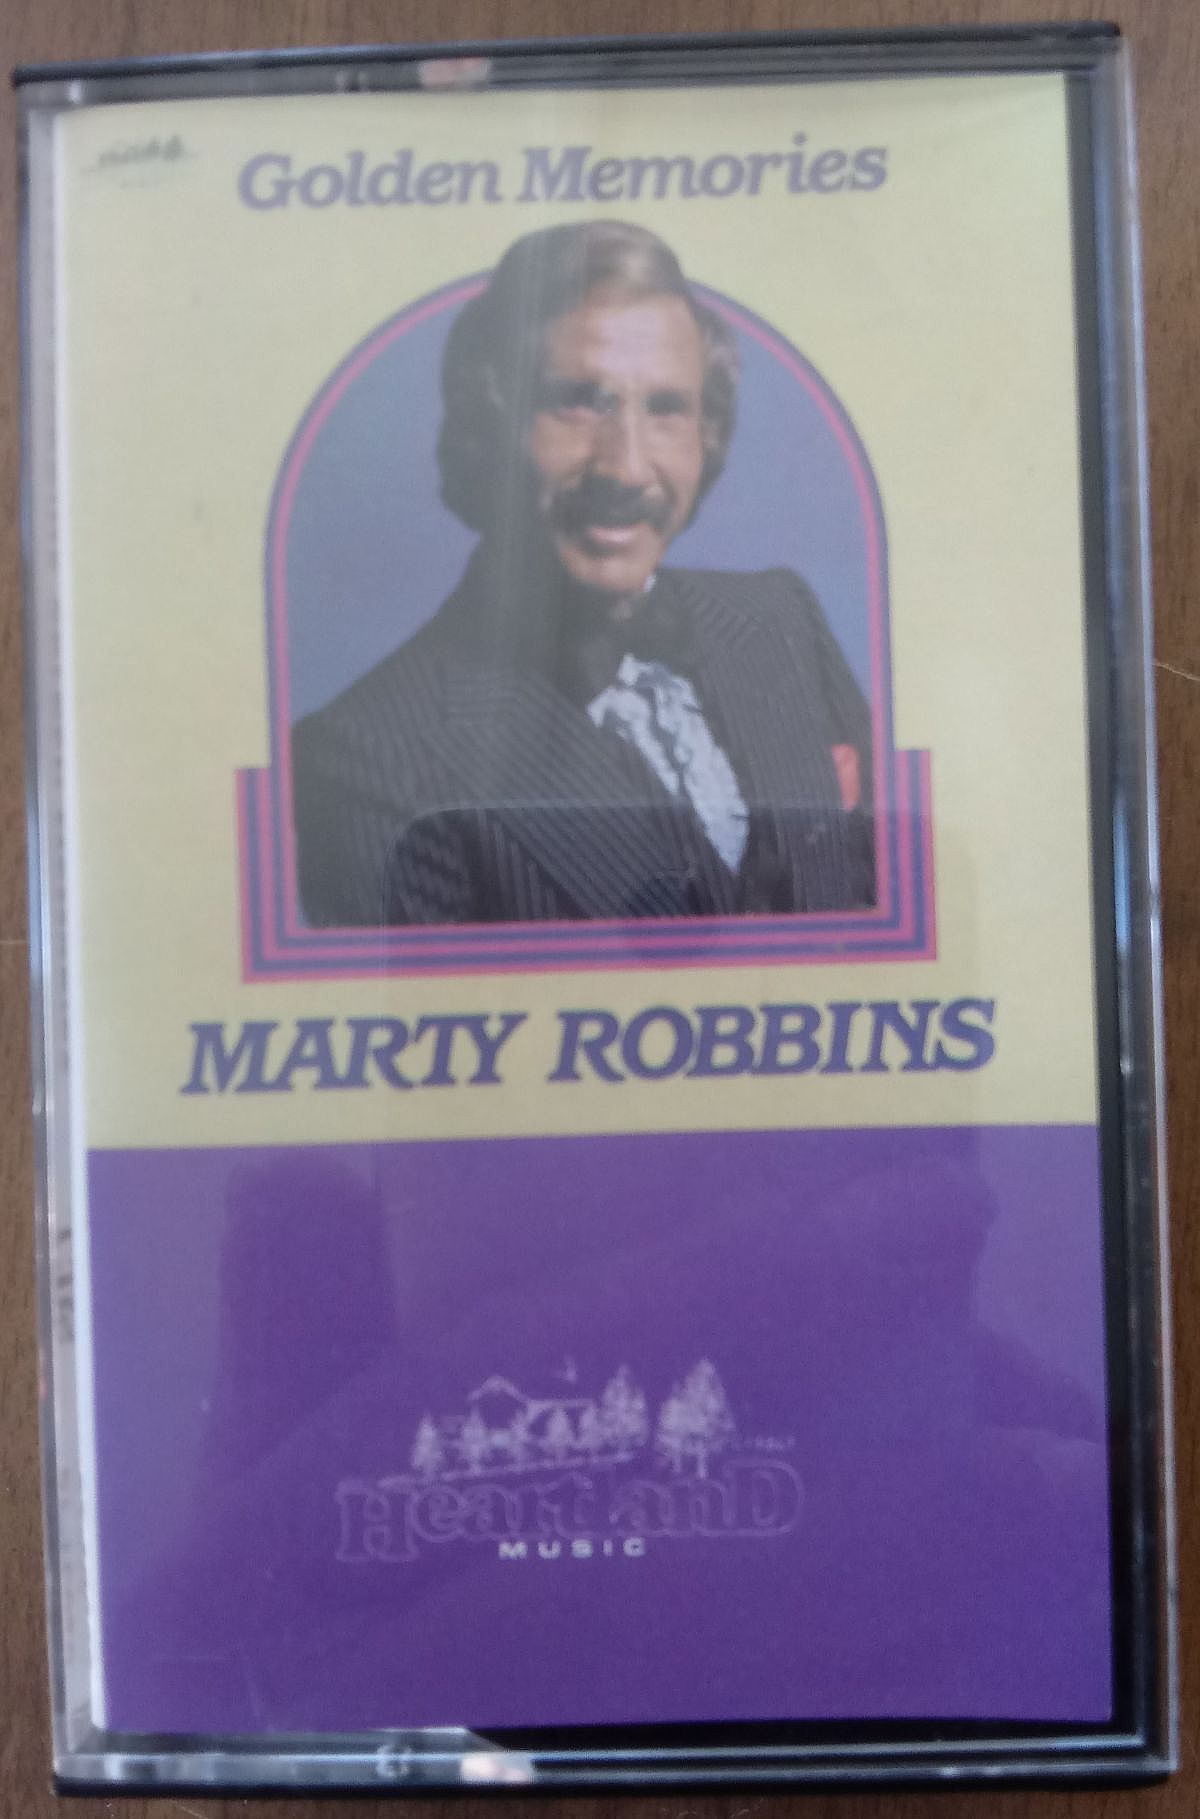 Golden Memories
MARTY ROBBINS
HeartlanD
MUSIC